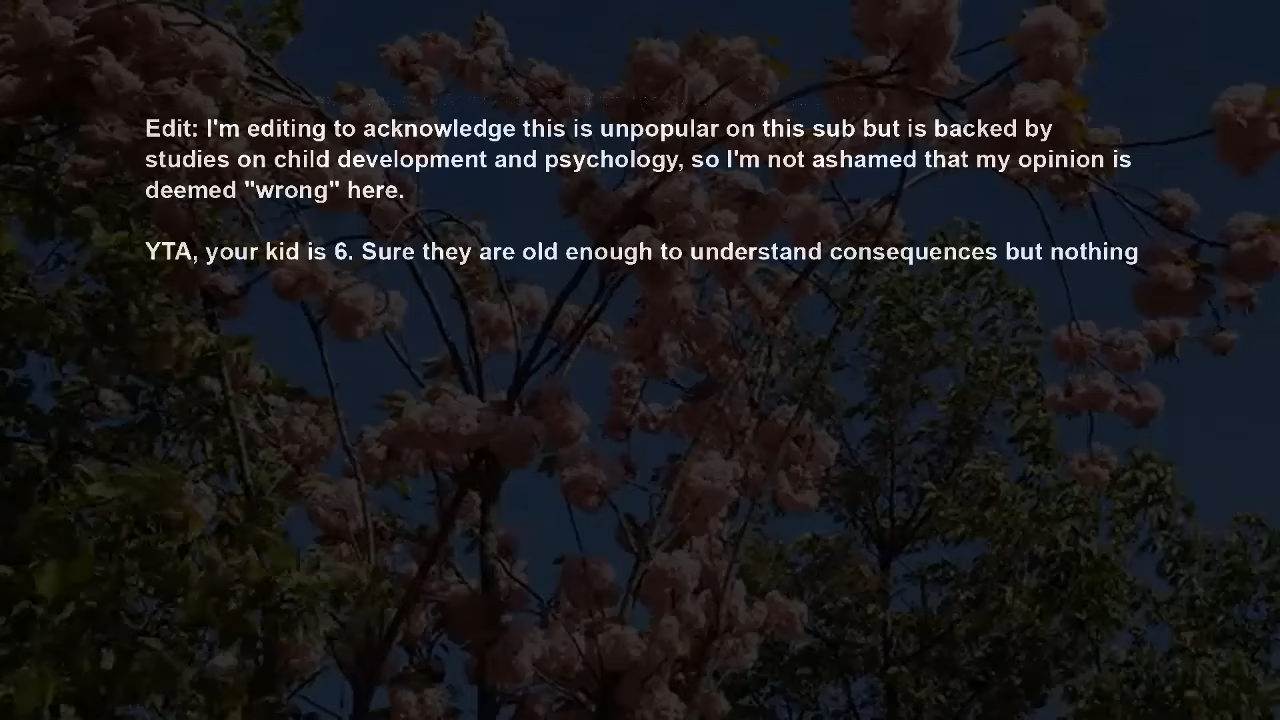 Edit: I'm editing to acknowledge this is unpopular on this sub but is backed by
studies on child development and psychology, so I'm not ashamed that my opinion is
deemed "wrong" here.
YTA, your kid is 6. Sure they are old enough to understand consequences but nothing